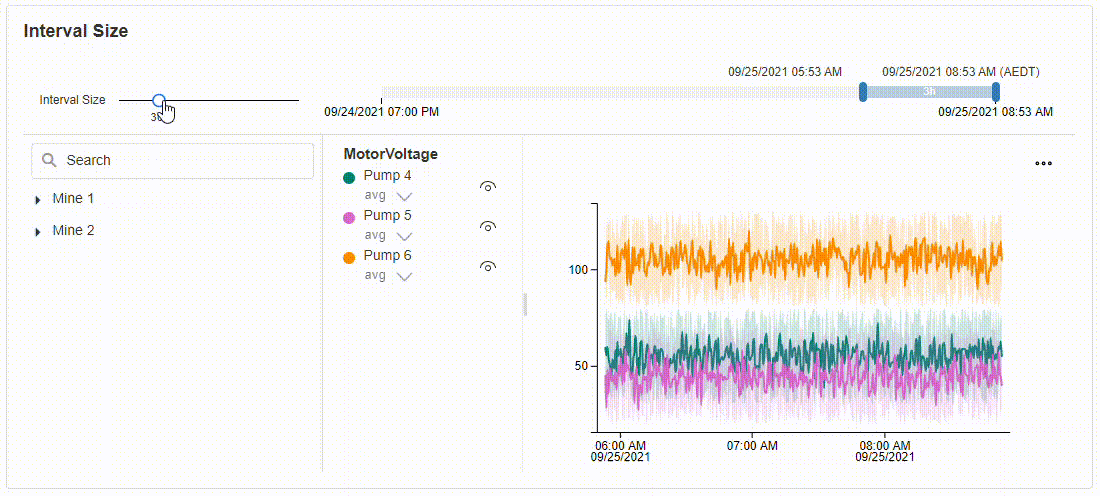 Interval Size
09/25/2021 05:53 AM
09/25/2021 08:53 AM (AEDT)
Interval Size
3h
09/24/2021 07:00 PM
09/25/2021 08:53 AM
Search
Mine 1
Mine 2
MotorVoltage
Pump 4
avg
Pump 5
avg
Pump 6
avg
100
50
06:00 AM
09/25/2021
07:00 AM
08:00 AM
09/25/2021